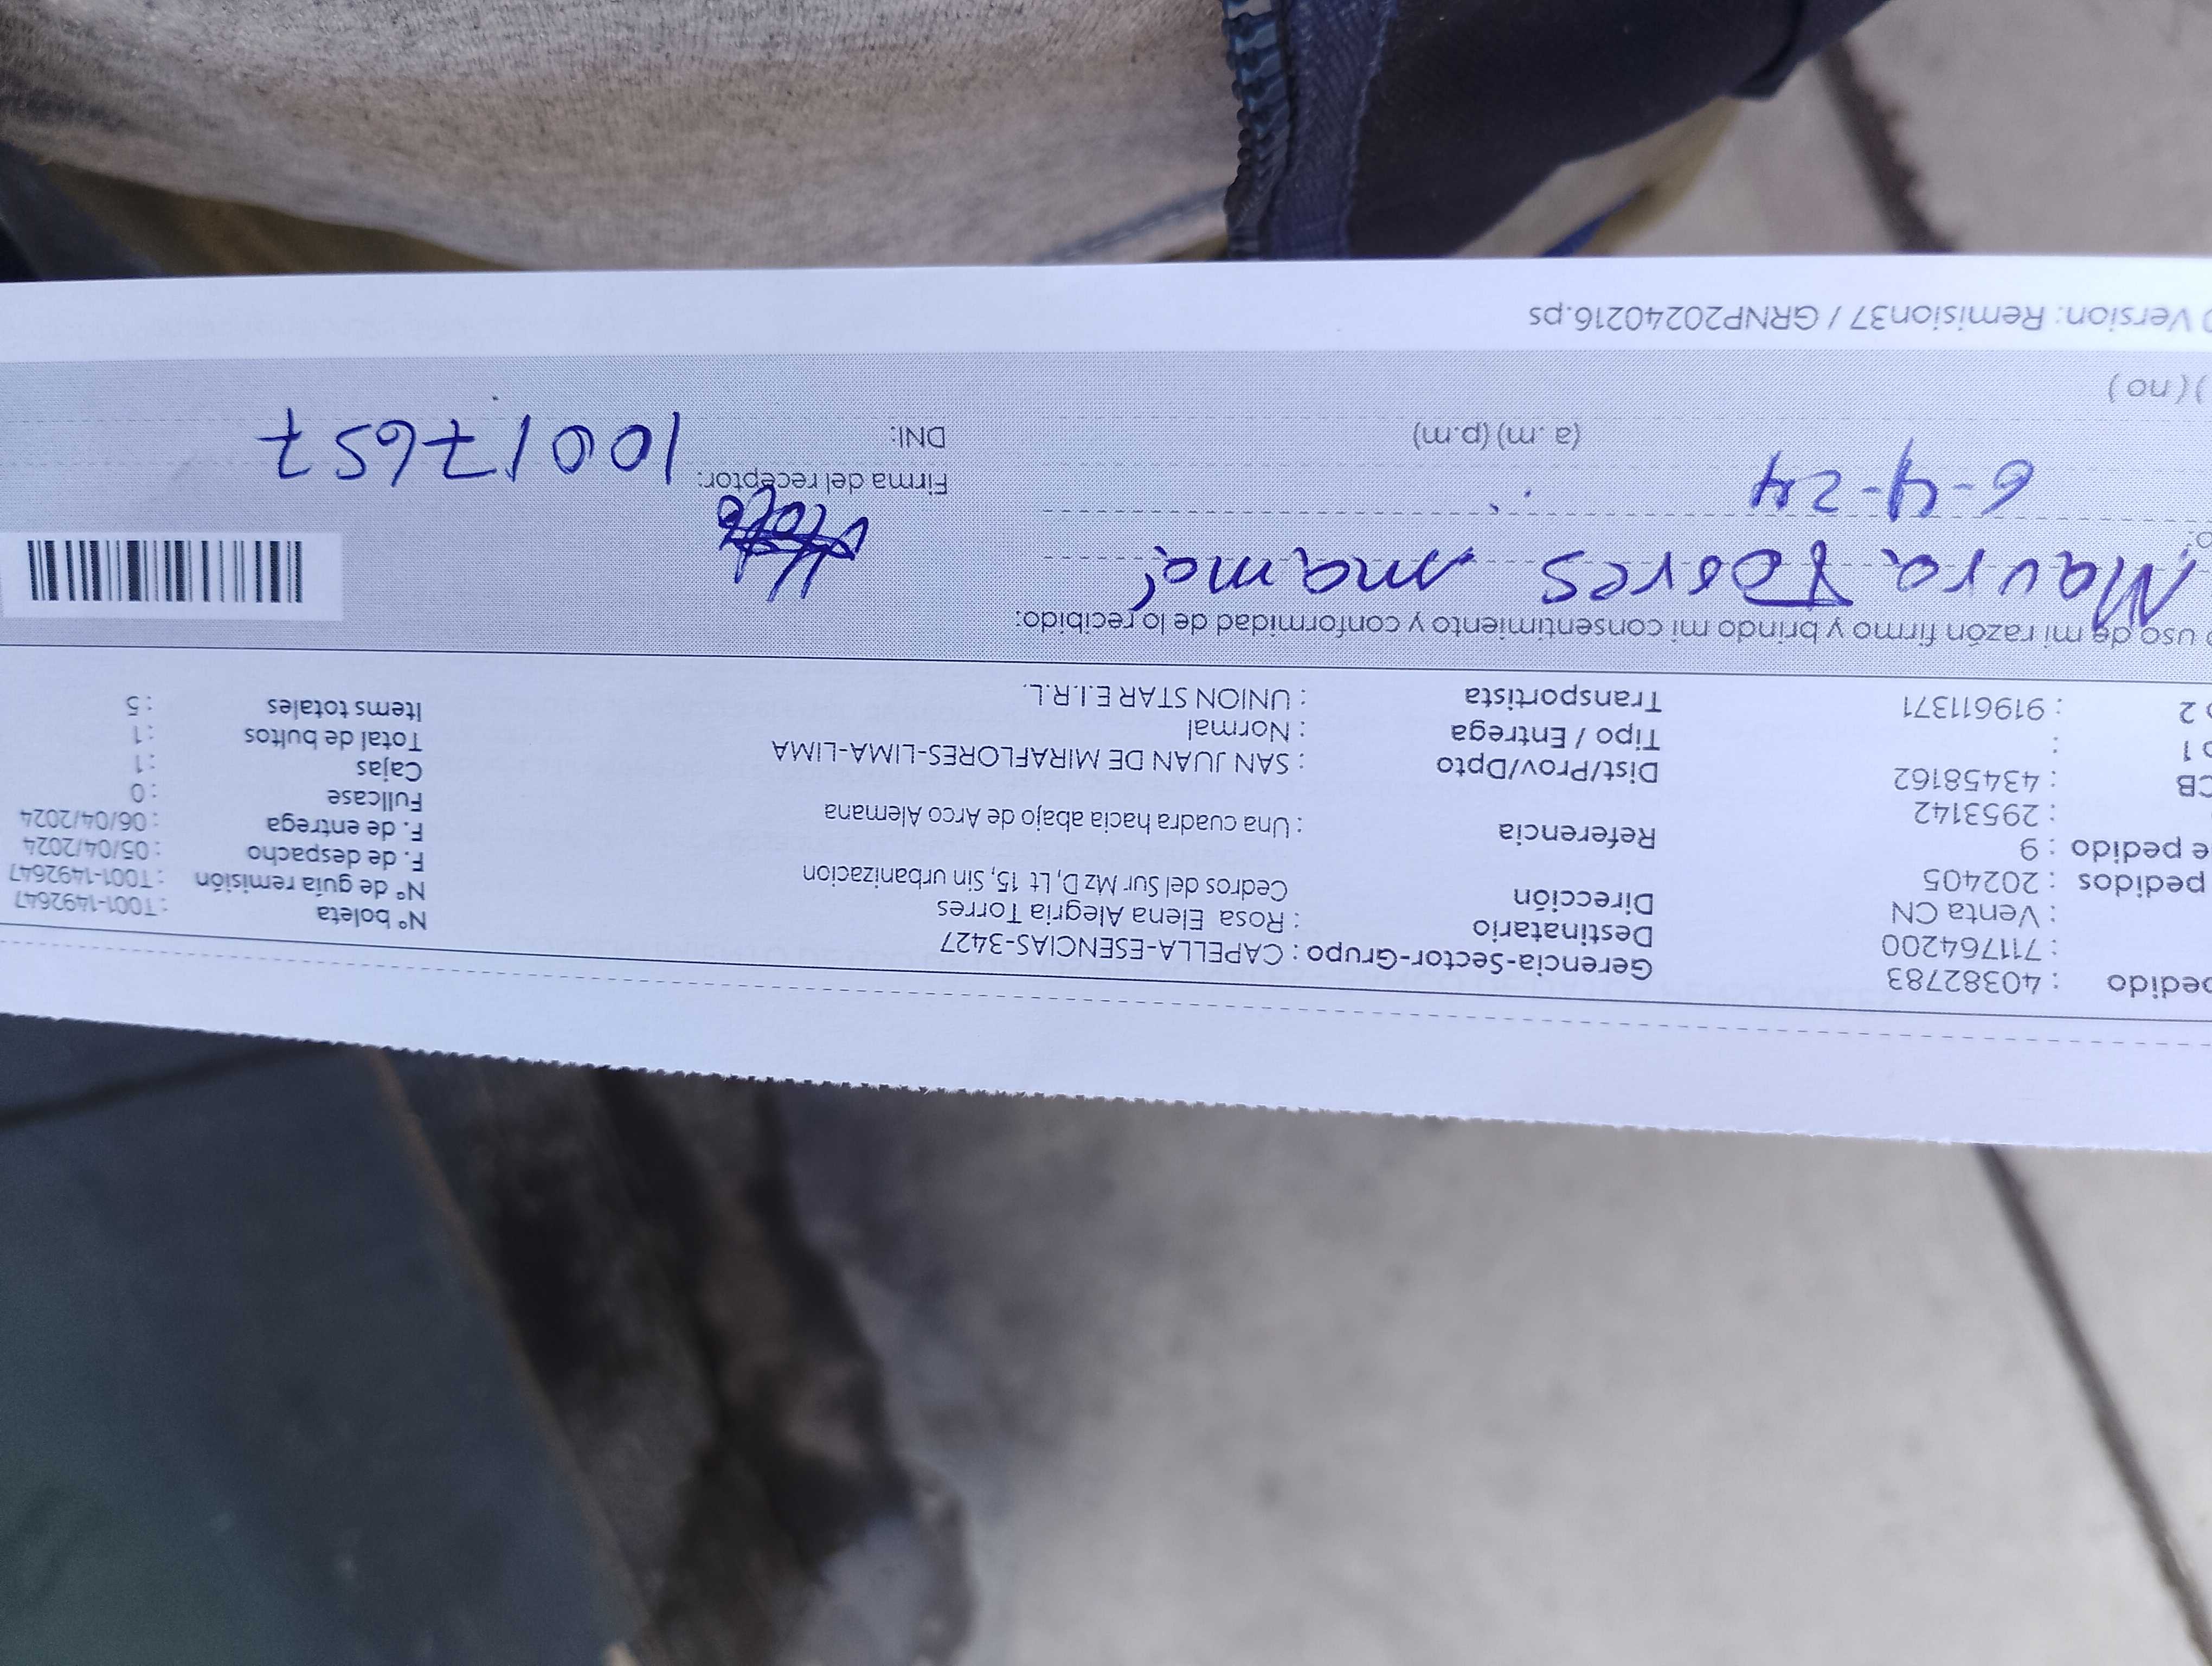 pedido : 40382783 Gerencia-Sector-Grupo : CAPELLA-ESENCIAS-3427
: 711764200 Destinatario : Rosa Elena Alegria Torres Nº boleta : T001-1492647
: Venta CN Dirección Cedros del Sur Mz D, Lt 15, Sin urbanizacion Nº de guía remisión : T001-1492647
pedidos : 202405 F. de despacho : 05/04/2024
e pedido : 9 Referencia : Una cuadra hacia abajo de Arco Alemana F. de entrega : 06/04/2024
: 2953142 Fullcase : 0
CB : 43458162 Dist/Prov/Dpto : SAN JUAN DE MIRAFLORES-LIMA-LIMA Cajas : 1
o 1 : Tipo / Entrega : Normal Total de bultos : 1
o 2 : 919611371 Transportista : UNION STAR E.I.R.L. Items totales : 5
uso de mi razón firmo y brindo mi consentimiento y conformidad de lo recibido:
Maura Torres mamá
o:
6-4-24 Firma del receptor:
(a.m) (p.m) DNI: 10017657
) ( no )
Version: Remision37 / GRNP20240216.ps